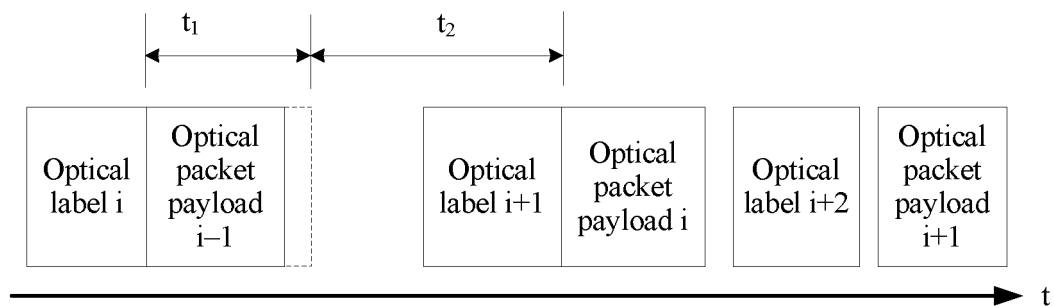 t₁
t₂
Optical
label i
Optical
packet
payload
i−1
Optical
label i+1
Optical
packet
payload i
Optical
label i+2
Optical
packet
payload
i+1
t